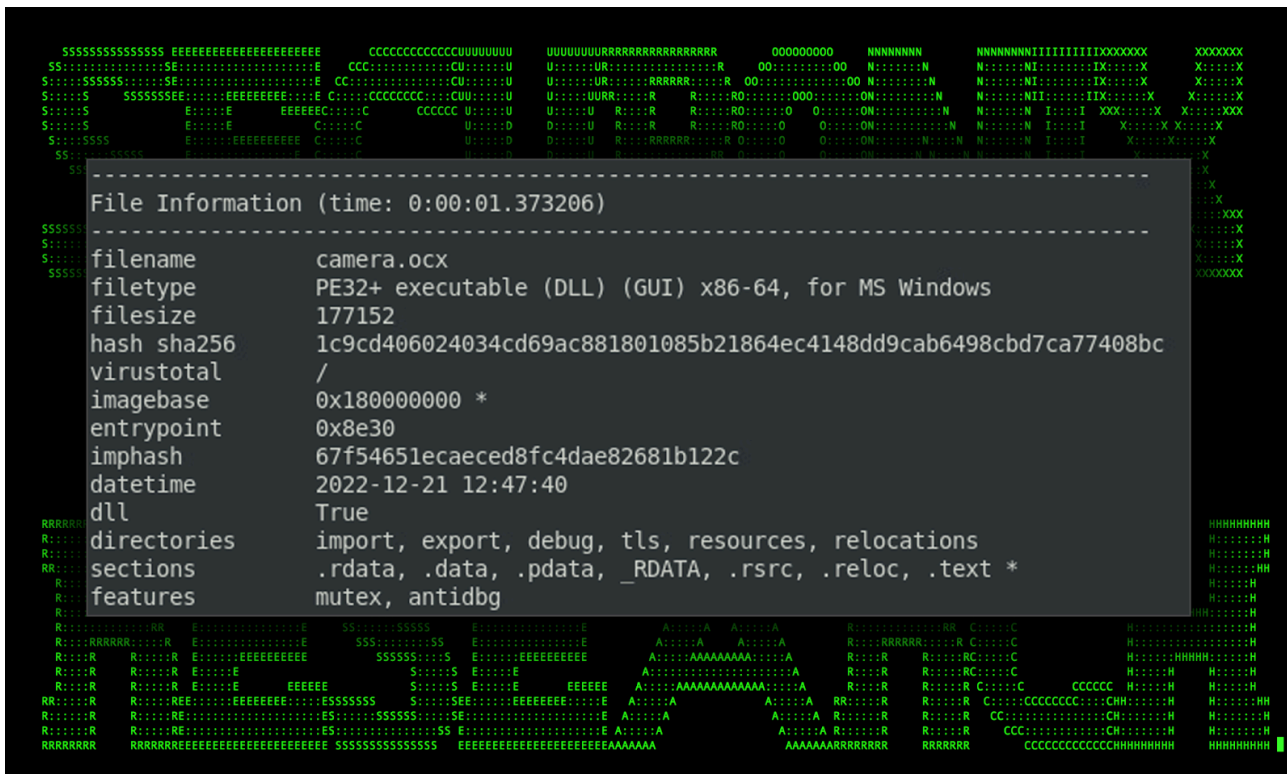 SECURONIX
File Information (time: 0:00:01.373206)
filename camera.ocx
filetype PE32+ executable (DLL) (GUI) x86-64, for MS Windows
filesize 177152
hash sha256 1c9cd406024034cd69ac881801085b21864ec4148dd9cab6498cbd7ca77408bc
virustotal /
imagebase 0x180000000 *
entrypoint 0x8e30
imphash 67f54651ecaeced8fc4dae82681b122c
datetime 2022-12-21 12:47:40
dll True
directories import, export, debug, tls, resources, relocations
sections .rdata, .data, .pdata, _RDATA, .rsrc, .reloc, .text *
features mutex, antidbg
RESEARCH